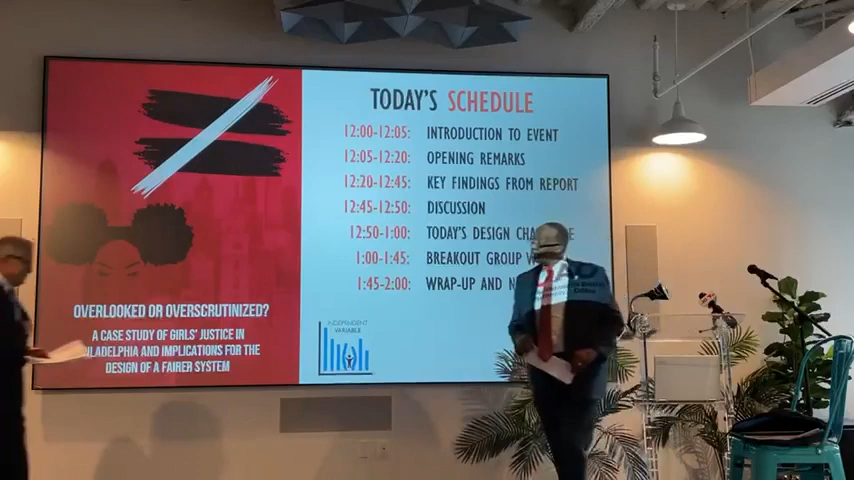 TODAY'S SCHEDULE
12:00-12:05: INTRODUCTION TO EVENT
12:05-12:20: OPENING REMARKS
12:20-12:45: KEY FINDINGS FROM REPORT
12:45-12:50: DISCUSSION
12:50-1:00: TODAY'S DESIGN
1:00-1:45: BREAKOUT GROUP
1:45-2:00: WRAP-UP AND
OVERLOOKED OR OVERSCRUTINIZED?
A CASE STUDY OF GIRLS' JUSTICE IN
ILADELPHIA AND IMPLICATIONS FOR THE
DESIGN OF A FAIRER SYSTEM
INDEPENDENT
VARIABLE